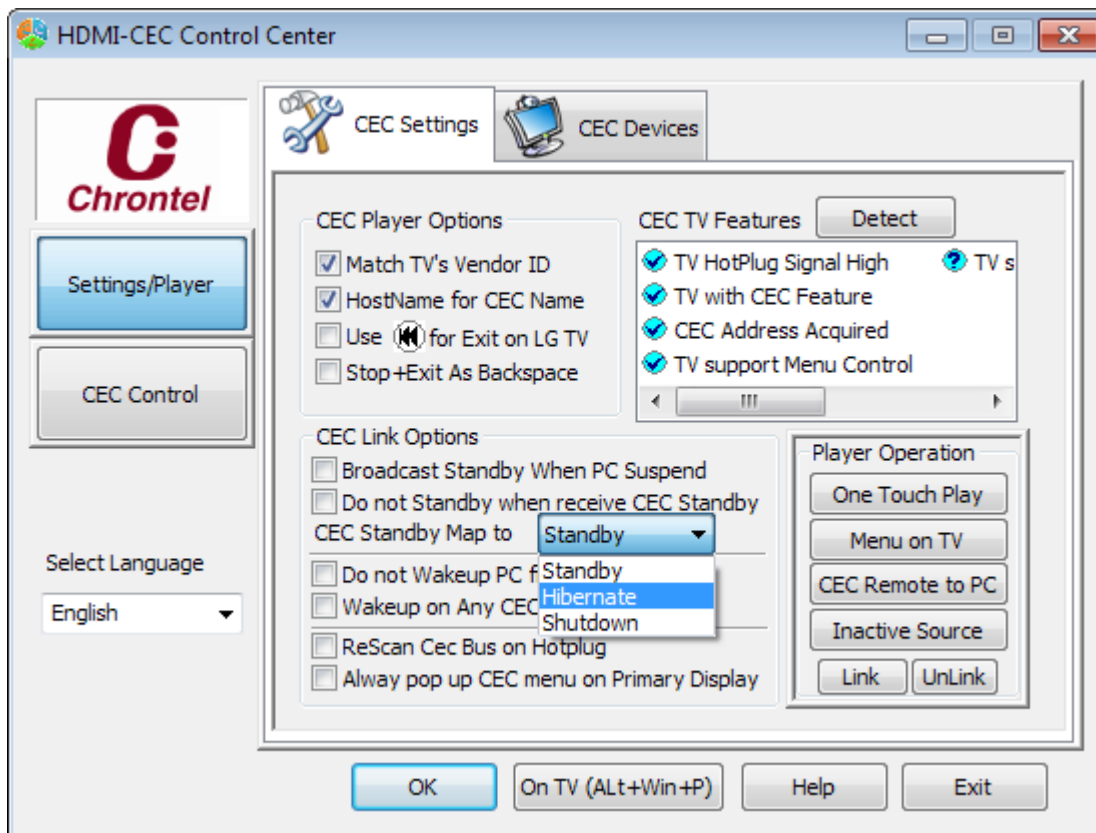 HDMI-CEC Control Center
Chrontel
Settings/Player
CEC Control
Select Language
English
CEC Settings
CEC Devices
CEC Player Options
Match TV's Vendor ID
HostName for CEC Name
Use for Exit on LG TV
Stop+Exit As Backspace
CEC TV Features
Detect
TV HotPlug Signal High
TV s
TV with CEC Feature
CEC Address Acquired
TV support Menu Control
CEC Link Options
Broadcast Standby When PC Suspend
Do not Standby when receive CEC Standby
CEC Standby Map to
Standby
Standby
Hibernate
Shutdown
Do not Wakeup PC f
Wakeup on Any CEC
ReScan Cec Bus on Hotplug
Alway pop up CEC menu on Primary Display
Player Operation
One Touch Play
Menu on TV
CEC Remote to PC
Inactive Source
Link
UnLink
OK
On TV (ALt+Win+P)
Help
Exit